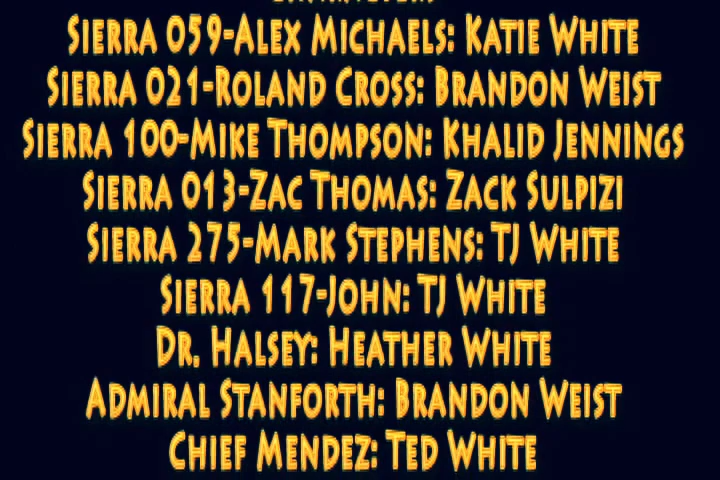 Sierra 059-Alex Michaels: Katie White
Sierra 021-Roland Cross: Brandon Weist
Sierra 100-Mike Thompson: Khalid Jennings
Sierra 013-Zac Thomas: Zack Sulpizi
Sierra 275-Mark Stephens: TJ White
Sierra 117-John: TJ White
Dr. Halsey: Heather White
Admiral Stanforth: Brandon Weist
Chief Mendez: Ted White